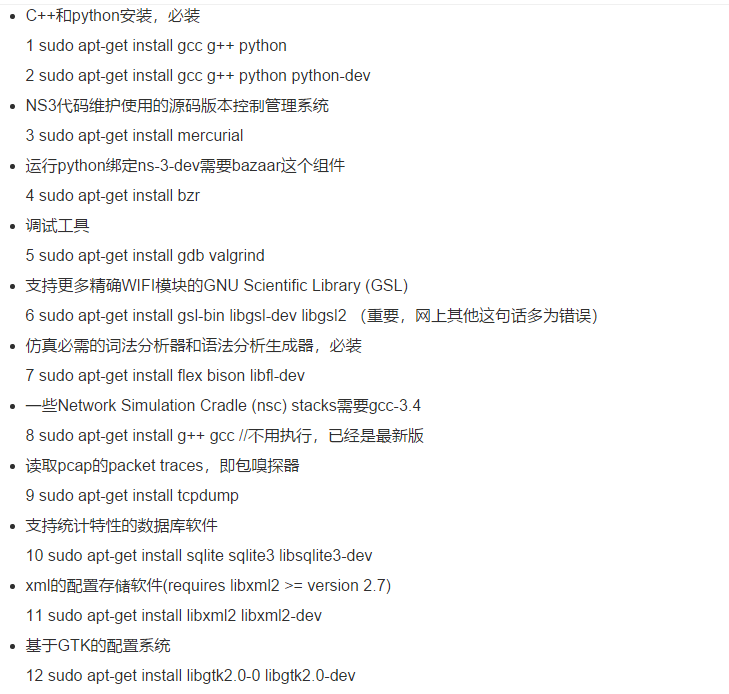 C++和python安装，必装
1 sudo apt-get install gcc g++ python
2 sudo apt-get install gcc g++ python python-dev
NS3代码维护使用的源码版本控制管理系统
3 sudo apt-get install mercurial
运行python绑定ns-3-dev需要bazaar这个组件
4 sudo apt-get install bzr
调试工具
5 sudo apt-get install gdb valgrind
支持更多精确WIFI模块的GNU Scientific Library (GSL)
6 sudo apt-get install gsl-bin libgsl-dev libgsl2 （重要，网上其他这句话多为错误）
仿真必需的词法分析器和语法分析生成器，必装
7 sudo apt-get install flex bison libfl-dev
一些Network Simulation Cradle (nsc) stacks需要gcc-3.4
8 sudo apt-get install g++ gcc //不用执行，已经是最新版
读取pcap的packet traces，即包嗅探器
9 sudo apt-get install tcpdump
支持统计特性的数据库软件
10 sudo apt-get install sqlite sqlite3 libsqlite3-dev
xml的配置存储软件(requires libxml2 >= version 2.7)
11 sudo apt-get install libxml2 libxml2-dev
基于GTK的配置系统
12 sudo apt-get install libgtk2.0-0 libgtk2.0-dev